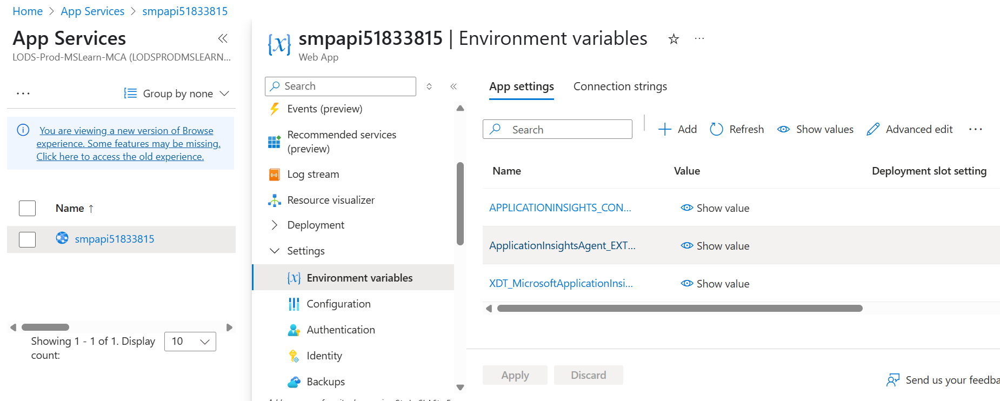 Home > App Services > smpapi51833815
App Services
LODS-Prod-MSLearn-MCA (LODSPRODMSLEARN...
Group by none
You are viewing a new version of Browse
experience. Some features may be missing.
Click here to access the old experience.
Name ↑
smpapi51833815
Showing 1 - 1 of 1. Display
count:
10
smpapi51833815 | Environment variables
Web App
Search
Events (preview)
Recommended services
(preview)
Log stream
Resource visualizer
Deployment
Settings
Environment variables
Configuration
Authentication
Identity
Backups
App settings
Connection strings
Search
Add
Refresh
Show values
Advanced edit
Name Value Deployment slot setting
APPLICATIONINSIGHTS_CON... Show value
ApplicationInsightsAgent_EXT... Show value
XDT_MicrosoftApplicationInsi... Show value
Apply
Discard
Send us your feedba